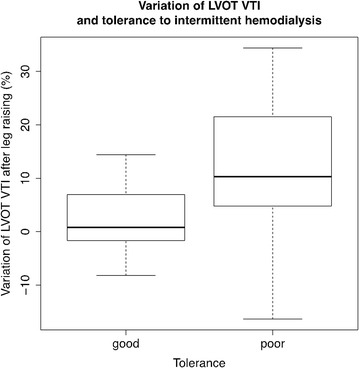 Variation of LVOT VTI
and tolerance to intermittent hemodialysis
Variation of LVOT VTI after leg raising (%)
30
20
10
0
−10
good poor
Tolerance